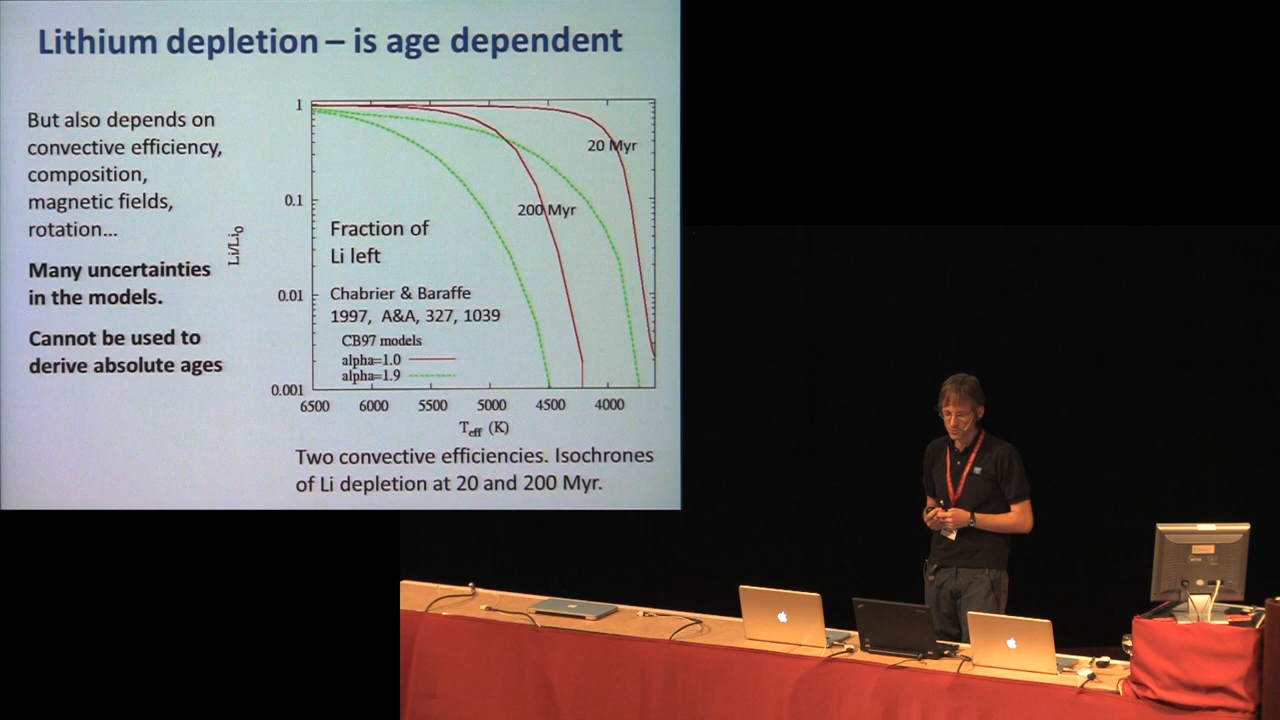 Lithium depletion – is age dependent
But also depends on
convective efficiency,
composition,
magnetic fields,
rotation...
Many uncertainties
in the models.
Cannot be used to
derive absolute ages
1
0.1
0.01
0.001
Li/Li0
20 Myr
200 Myr
Fraction of
Li left
Chabrier & Baraffe
1997, A&A, 327, 1039
CB97 models
alpha=1.0
alpha=1.9
6500 6000 5500 5000 4500 4000
Teff (K)
Two convective efficiencies. Isochrones
of Li depletion at 20 and 200 Myr.